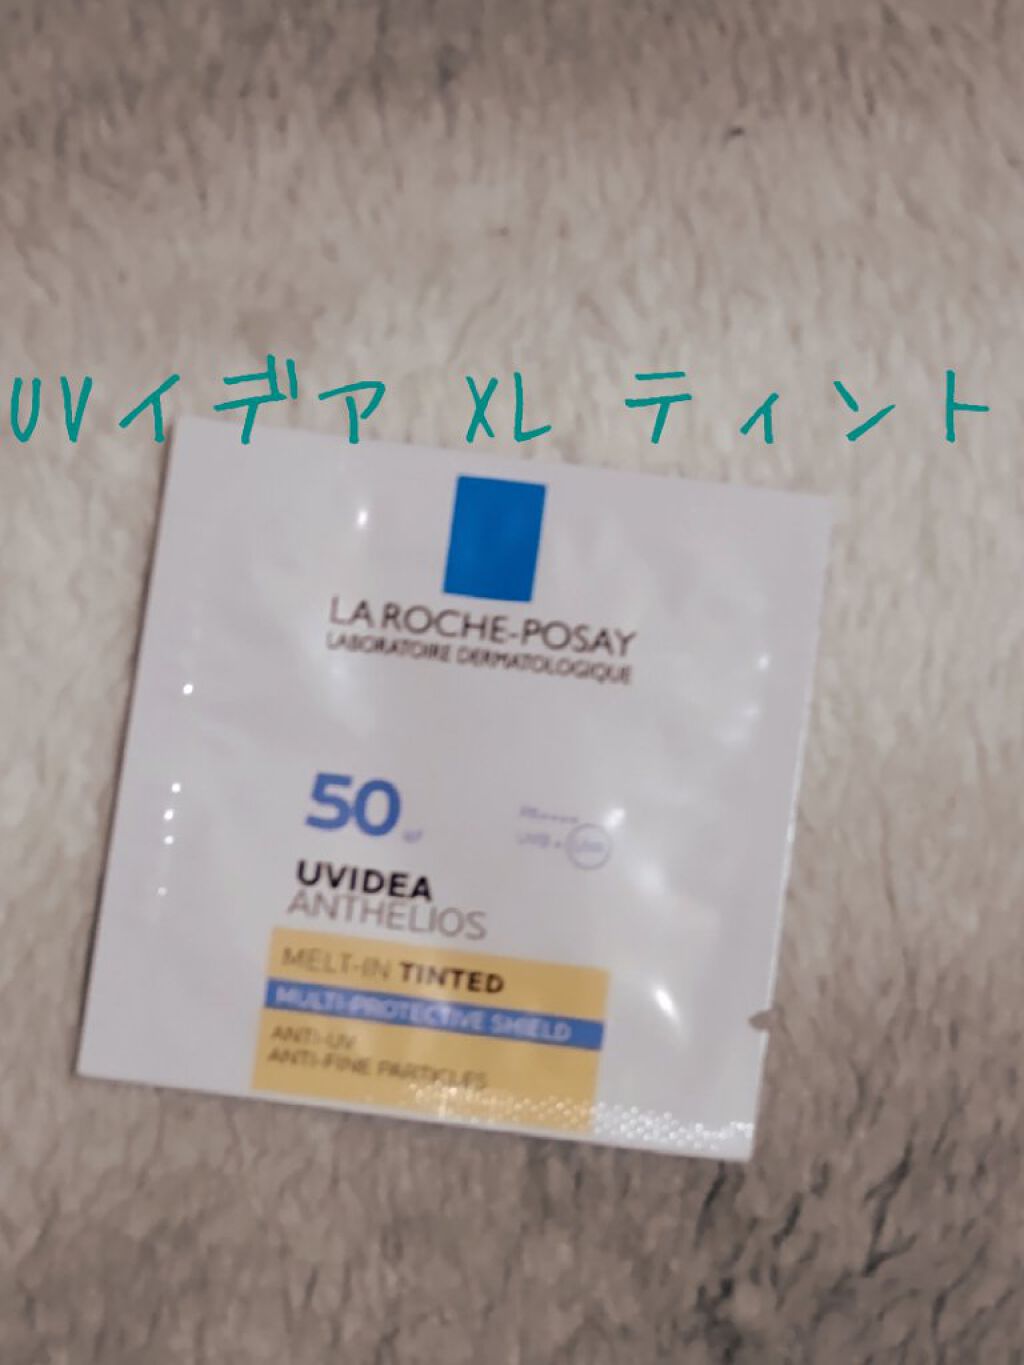 UVイデア XL ティント
LA ROCHE-POSAY
LABORATOIRE DERMATOLOGIQUE
50
UVIDEA
ANTHELIOS
MELT-IN TINTED
MULTI-PROTECTIVE SHIELD
ANTI-UV
ANTI-FINE PARTICLES